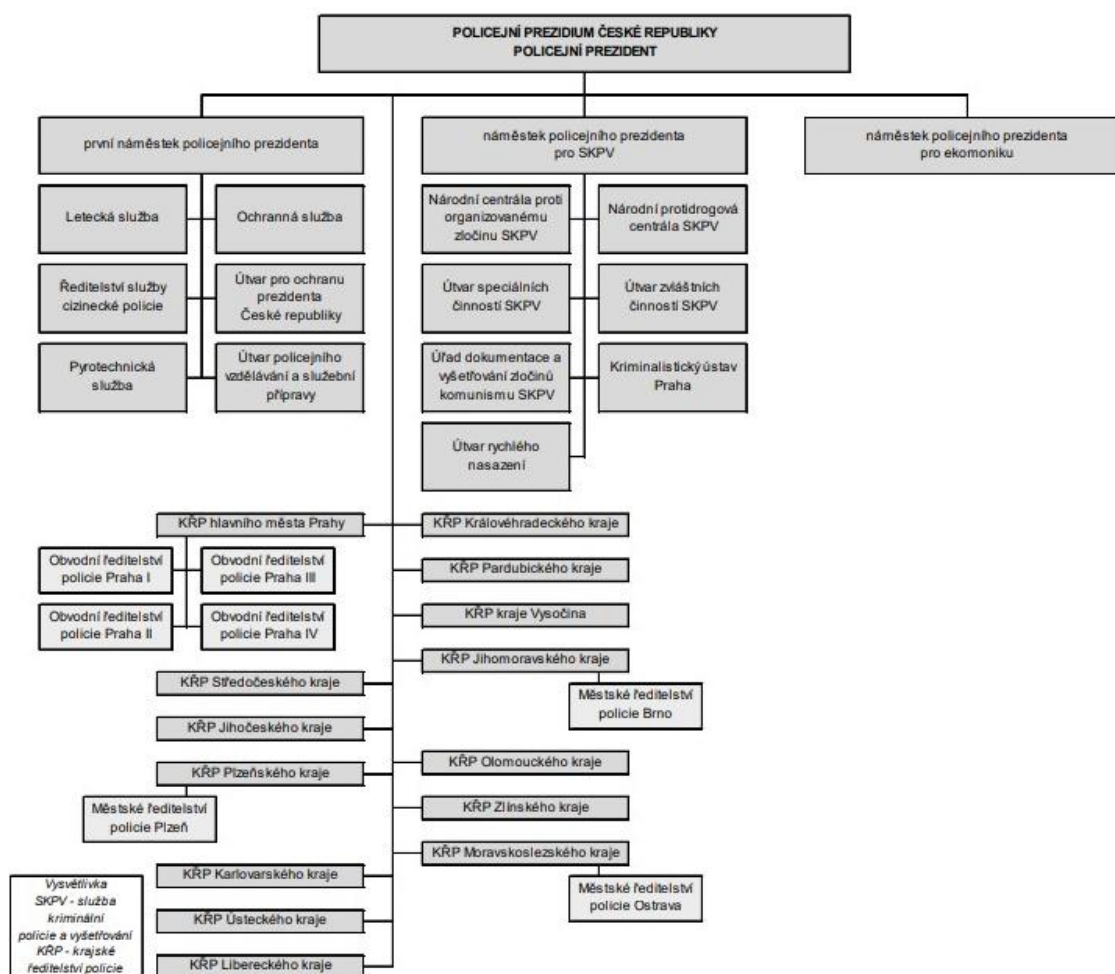 POLICEJNÍ PREZIDIUM ČESKÉ REPUBLIKY
POLICEJNÍ PREZIDENT
první náměstek policejního prezidenta
náměstek policejního prezidenta
pro SKPV
náměstek policejního prezidenta
pro ekomoniku
Letecká služba
Ochranná služba
Národní centrála proti
organizovanému
zločinu SKPV
Národní protidrogová
centrála SKPV
Ředitelství služby
cizinecké policie
Útvar pro ochranu
prezidenta
České republiky
Útvar speciálních
činností SKPV
Útvar zvláštních
činností SKPV
Pyrotechnická
služba
Útvar policejního
vzdělávání a služební
přípravy
Úřad dokumentace a
vyšetřování zločinů
komunismu SKPV
Kriminalistický ústav
Praha
Útvar rychlého
nasazení
KŘP hlavního města Prahy
KŘP Královéhradeckého kraje
Obvodní ředitelství
policie Praha I
Obvodní ředitelství
policie Praha III
KŘP Pardubického kraje
Obvodní ředitelství
policie Praha II
Obvodní ředitelství
policie Praha IV
KŘP kraje Vysočina
KŘP Jihomoravského kraje
KŘP Středočeského kraje
Městské ředitelství
policie Brno
KŘP Jihočeského kraje
KŘP Olomouckého kraje
KŘP Plzeňského kraje
Městské ředitelství
policie Plzeň
KŘP Zlínského kraje
KŘP Moravskoslezského kraje
KŘP Karlovarského kraje
Městské ředitelství
policie Ostrava
Vysvětlivka
SKPV - služba
kriminální
policie a vyšetřování
KŘP - krajské
ředitelství policie
KŘP Ústeckého kraje
KŘP Libereckého kraje